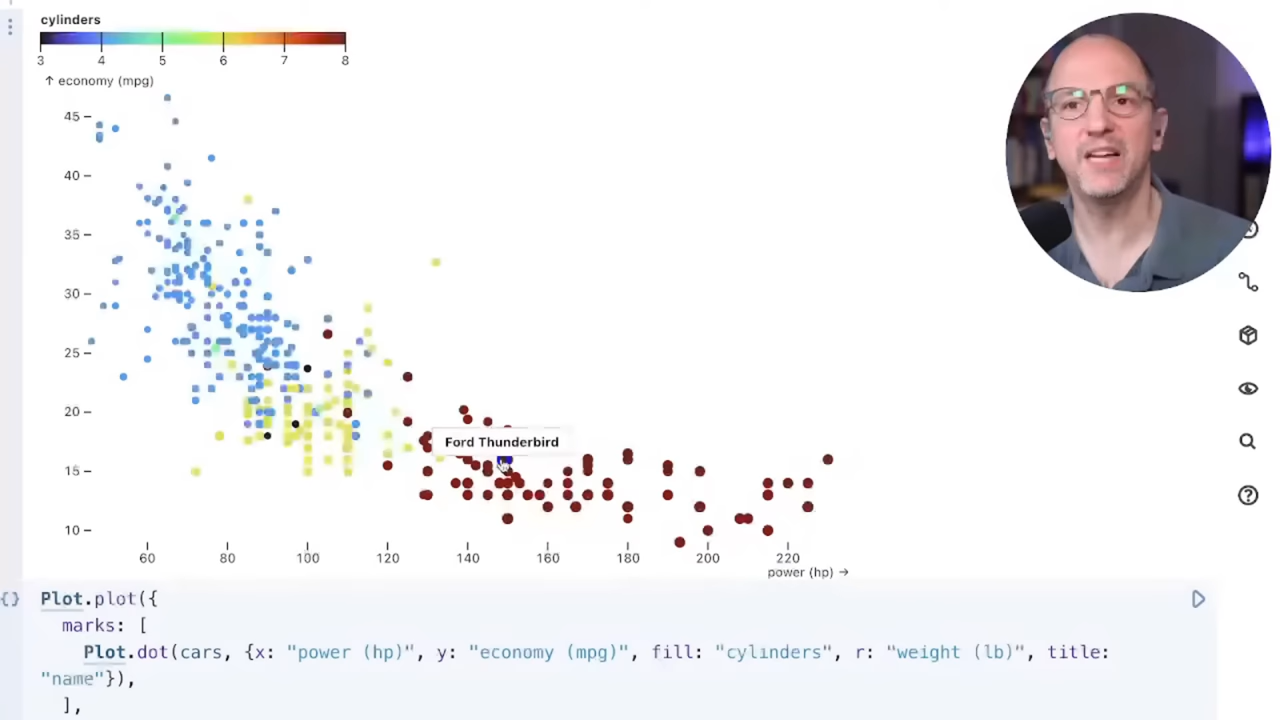 cylinders
3 4 5 6 7 8
↑ economy (mpg)
45
40
35
30
25
20
Ford Thunderbird
15
10
60 80 100 120 140 160 180 200 220
power (hp) →
{} Plot.plot({
marks: [
Plot.dot(cars, {x: "power (hp)", y: "economy (mpg)", fill: "cylinders", r: "weight (lb)", title:
"name"}),
],